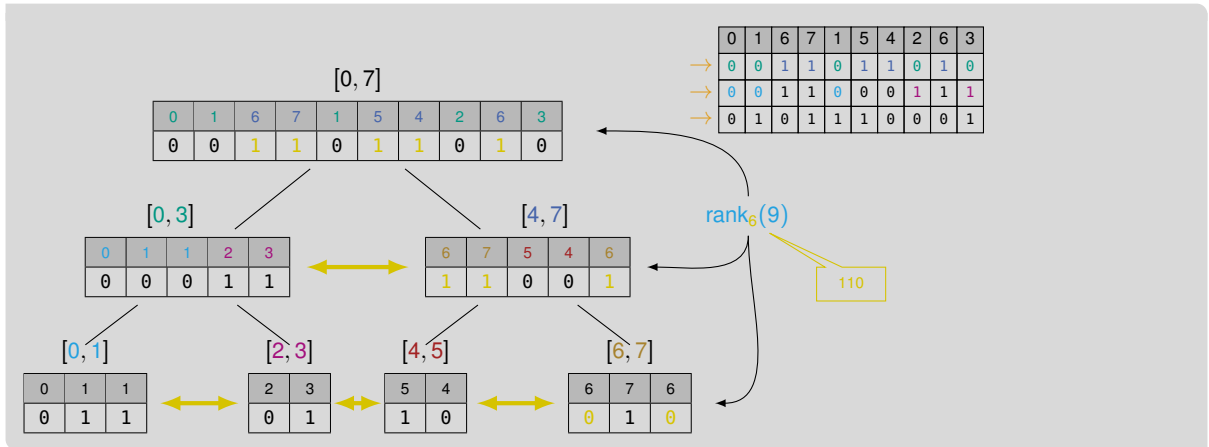 0 1 6 7 1 5 4 2 6 3
→ 0 0 1 1 0 1 1 0 1 0
→ 0 0 1 1 0 0 0 1 1 1
→ 0 1 0 1 1 1 0 0 0 1
[0, 7]
0 1 6 7 1 5 4 2 6 3
0 0 1 1 0 1 1 0 1 0
[0, 3] [4, 7] rank₆(9)
0 1 1 2 3 6 7 5 4 6
0 0 0 1 1 1 1 0 0 1
110
[0, 1] [2, 3] [4, 5] [6, 7]
0 1 1 2 3 5 4 6 7 6
0 1 1 0 1 1 0 0 1 0